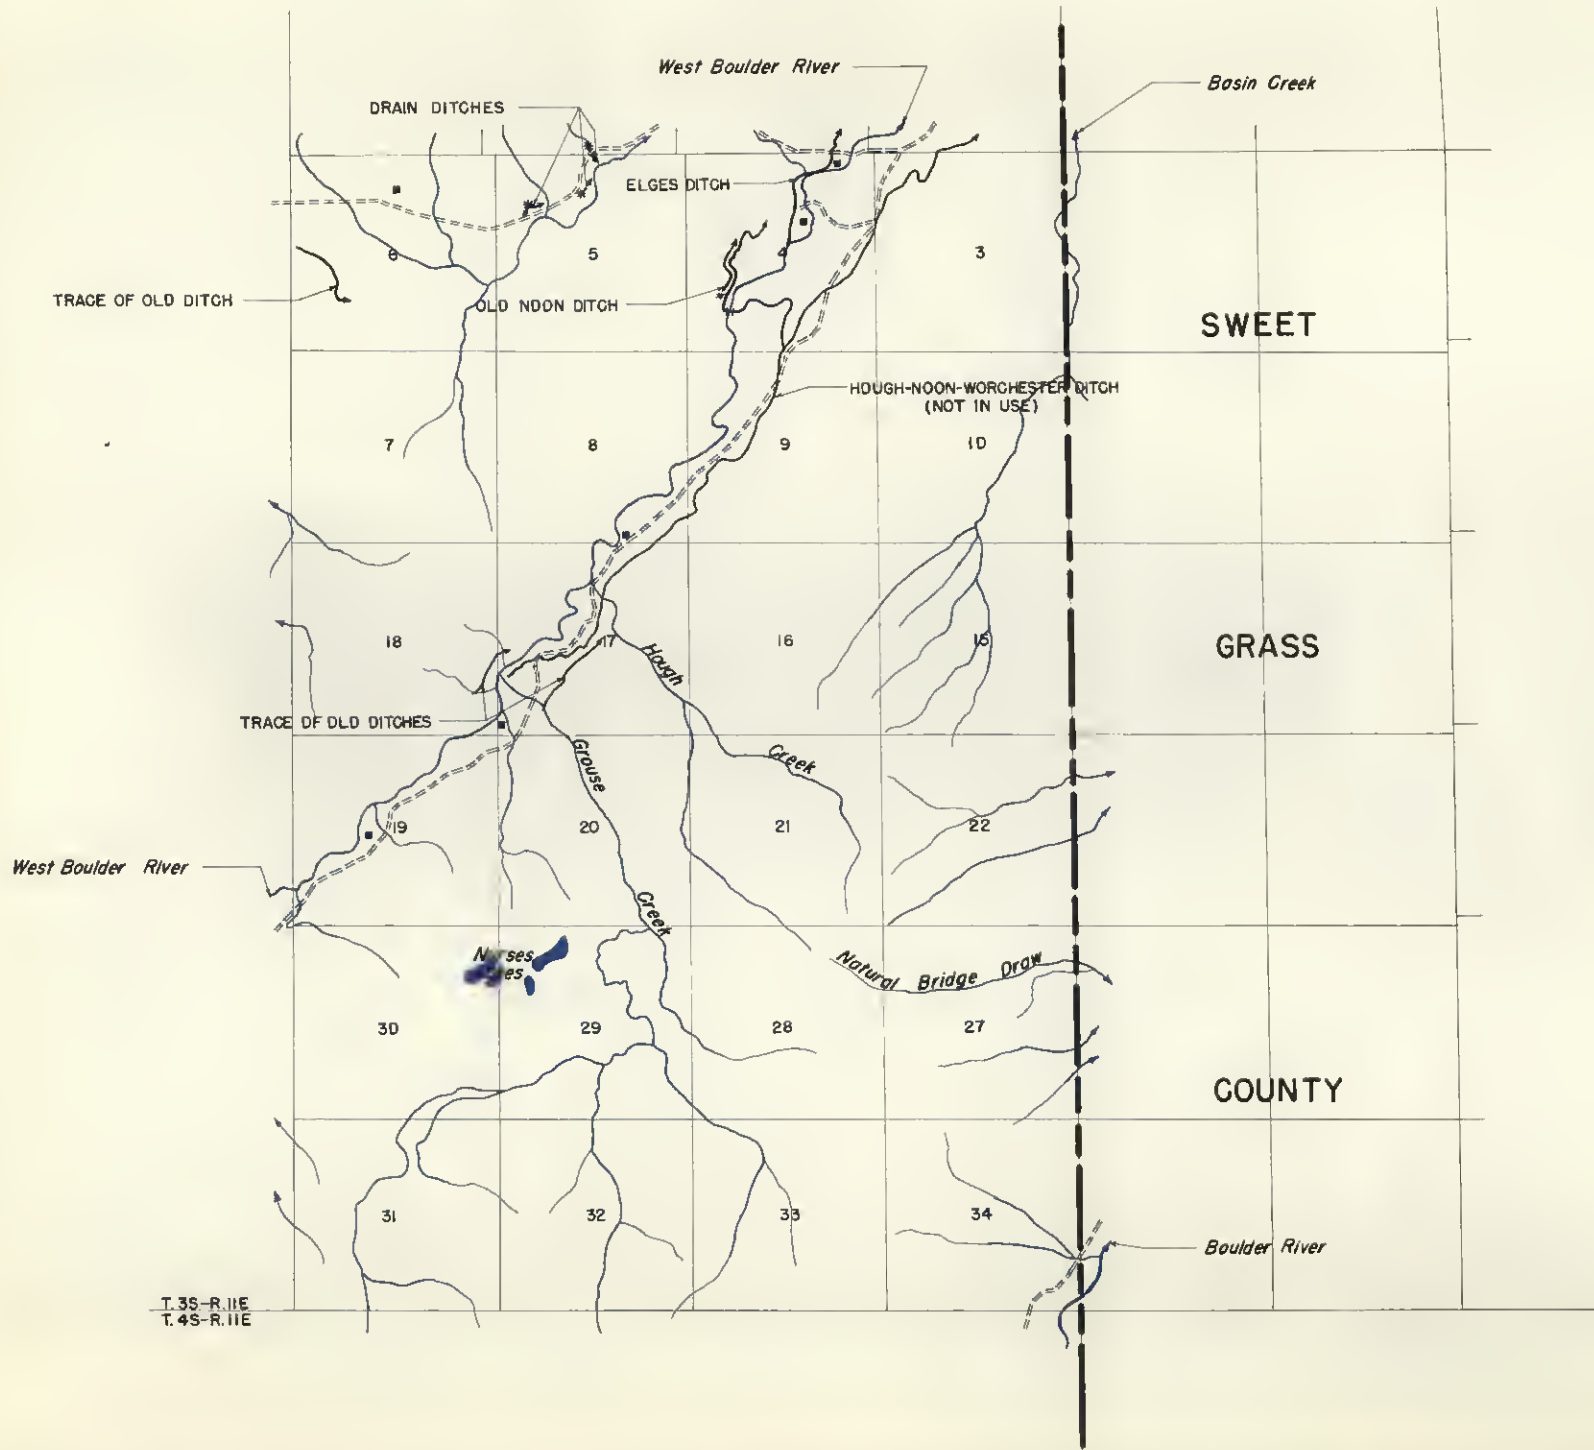 West Boulder River
Basin Creek
DRAIN DITCHES
ELGES DITCH
6
5
4
3
TRACE OF OLD DITCH
OLD NOON DITCH
SWEET
HOUGH-NOON-WORCHESTER DITCH
(NOT IN USE)
7
8
9
10
18
17
16
15
Hough
GRASS
TRACE OF OLD DITCHES
Grouse
Creek
19
20
21
22
West Boulder River
Creek
Natural Bridge Draw
30
29
28
27
COUNTY
31
32
33
34
Boulder River
T. 3S-R. 11E
T. 4S-R. 11E